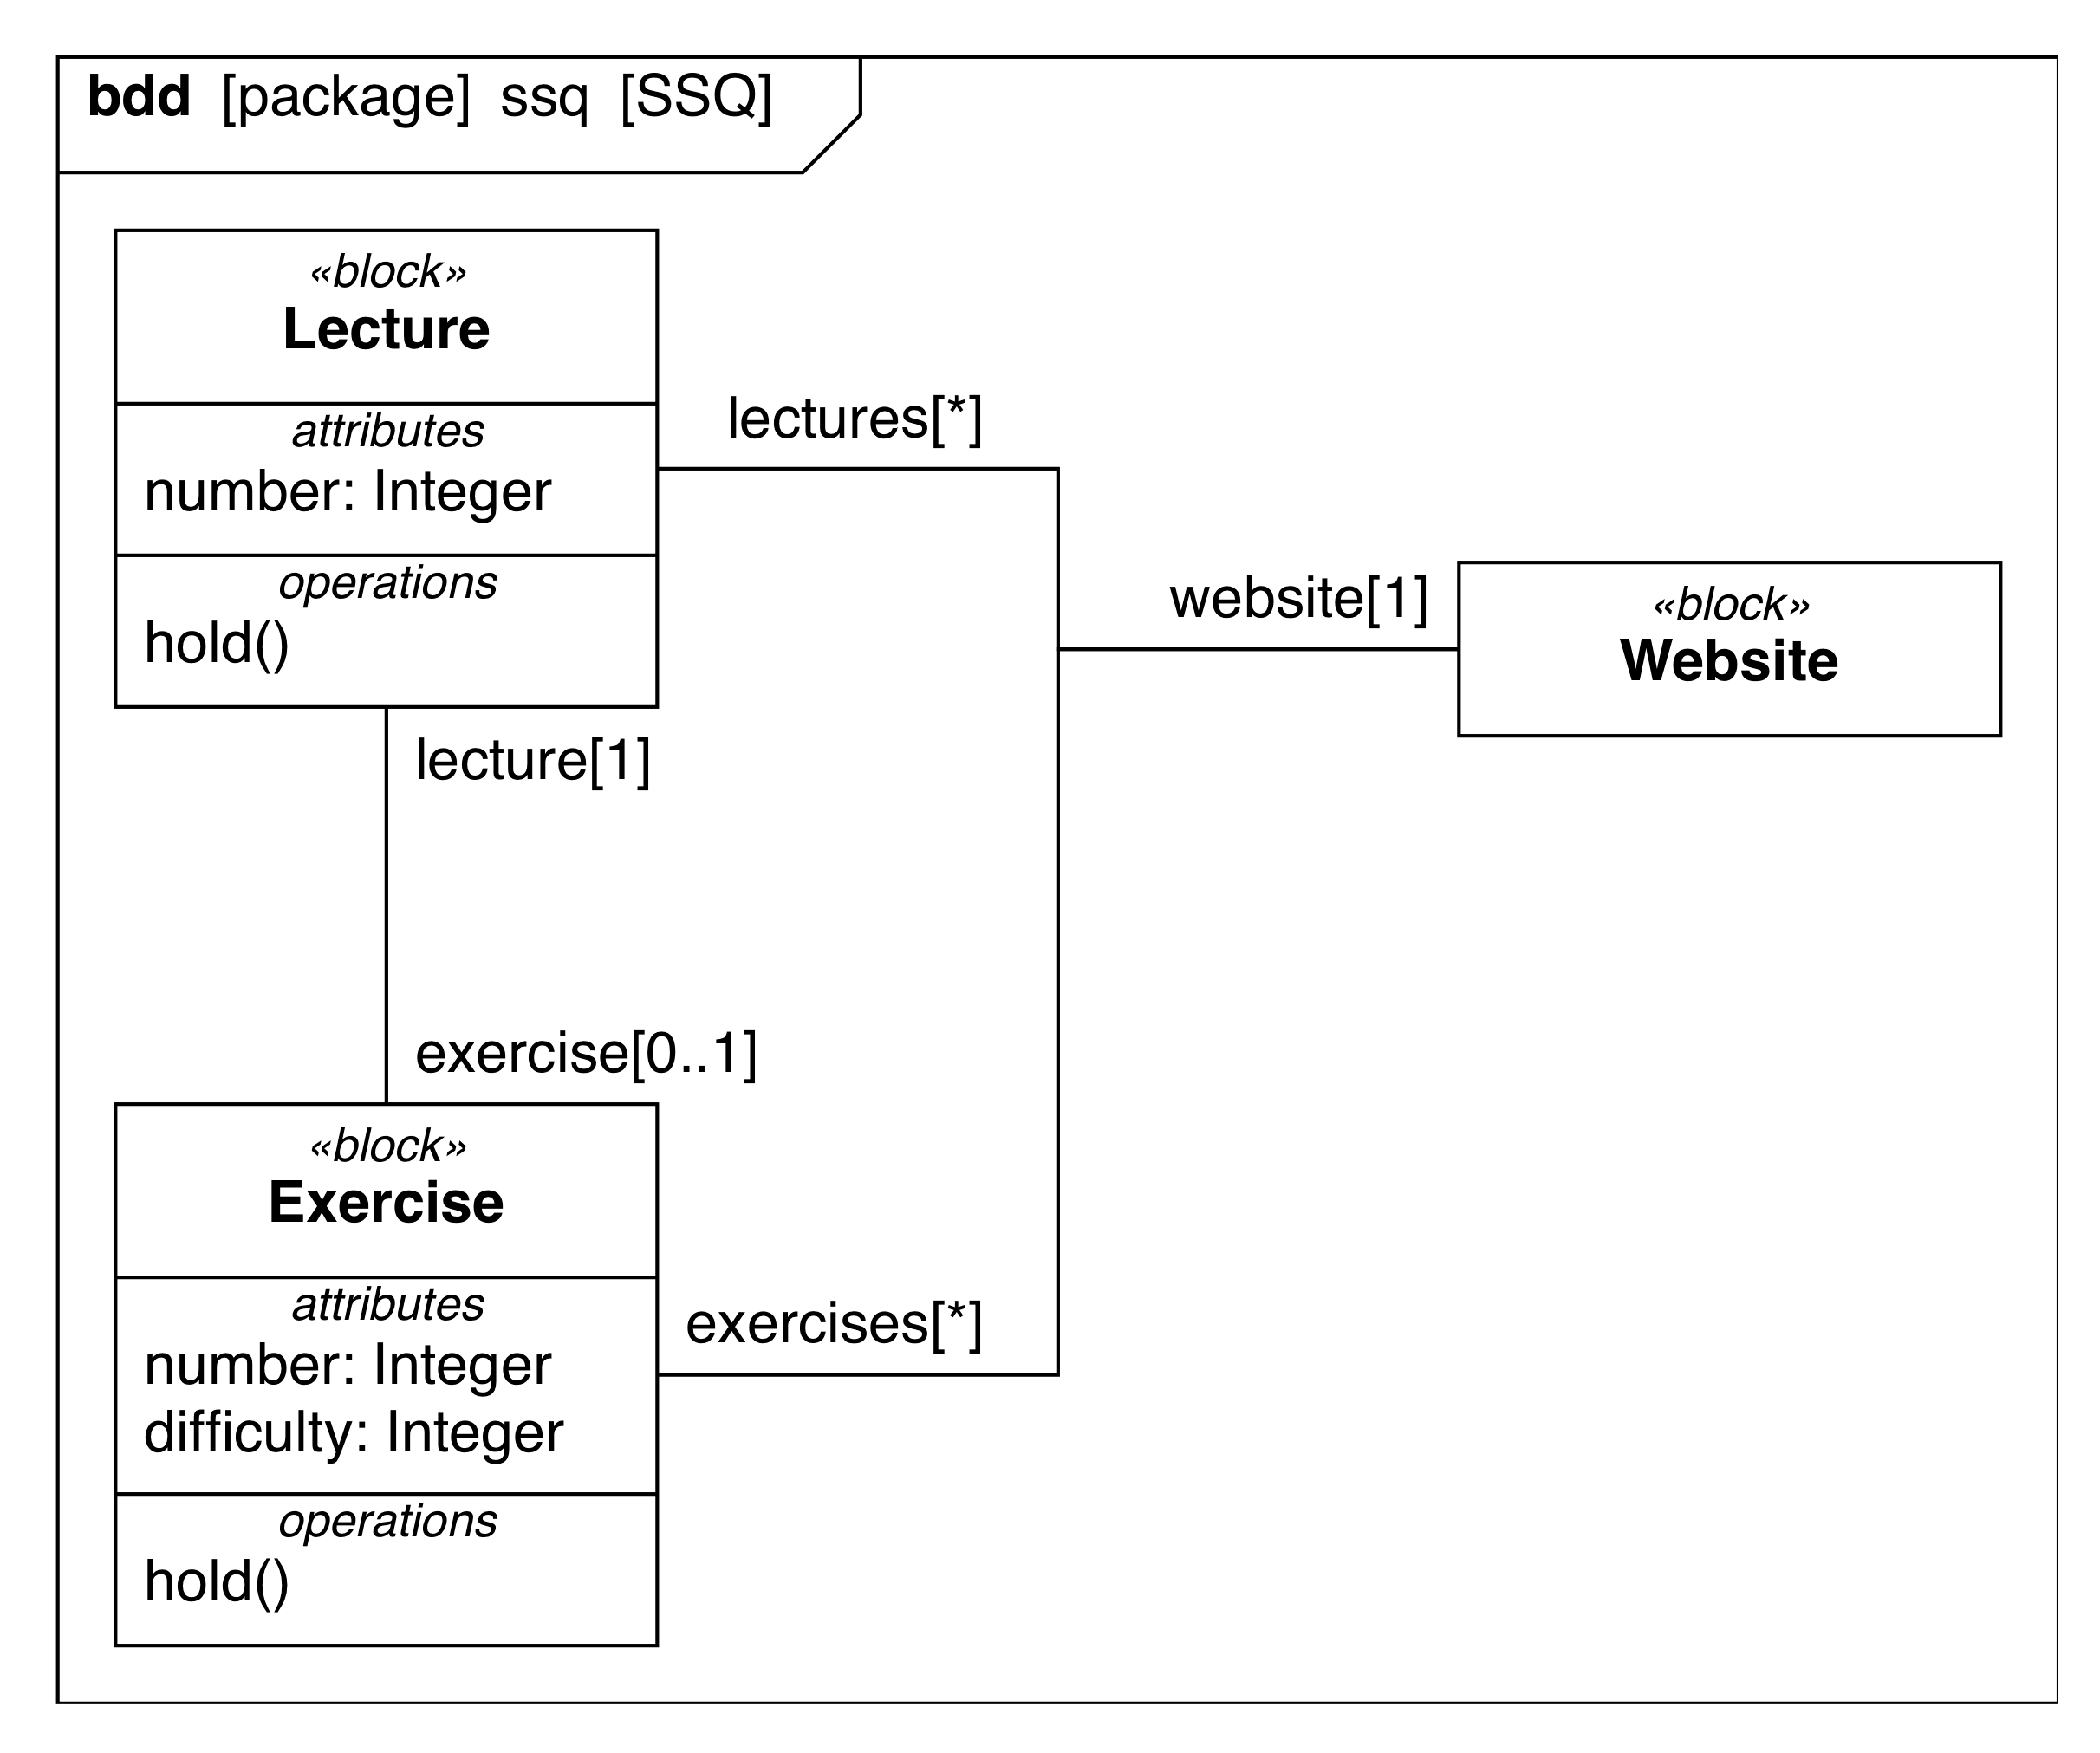 bdd [package] ssq [SSQ]
«block»
Lecture
attributes
number: Integer
operations
hold()
lectures[*]
website[1]
«block»
Website
lecture[1]
exercise[0..1]
«block»
Exercise
attributes
number: Integer
difficulty: Integer
operations
hold()
exercises[*]